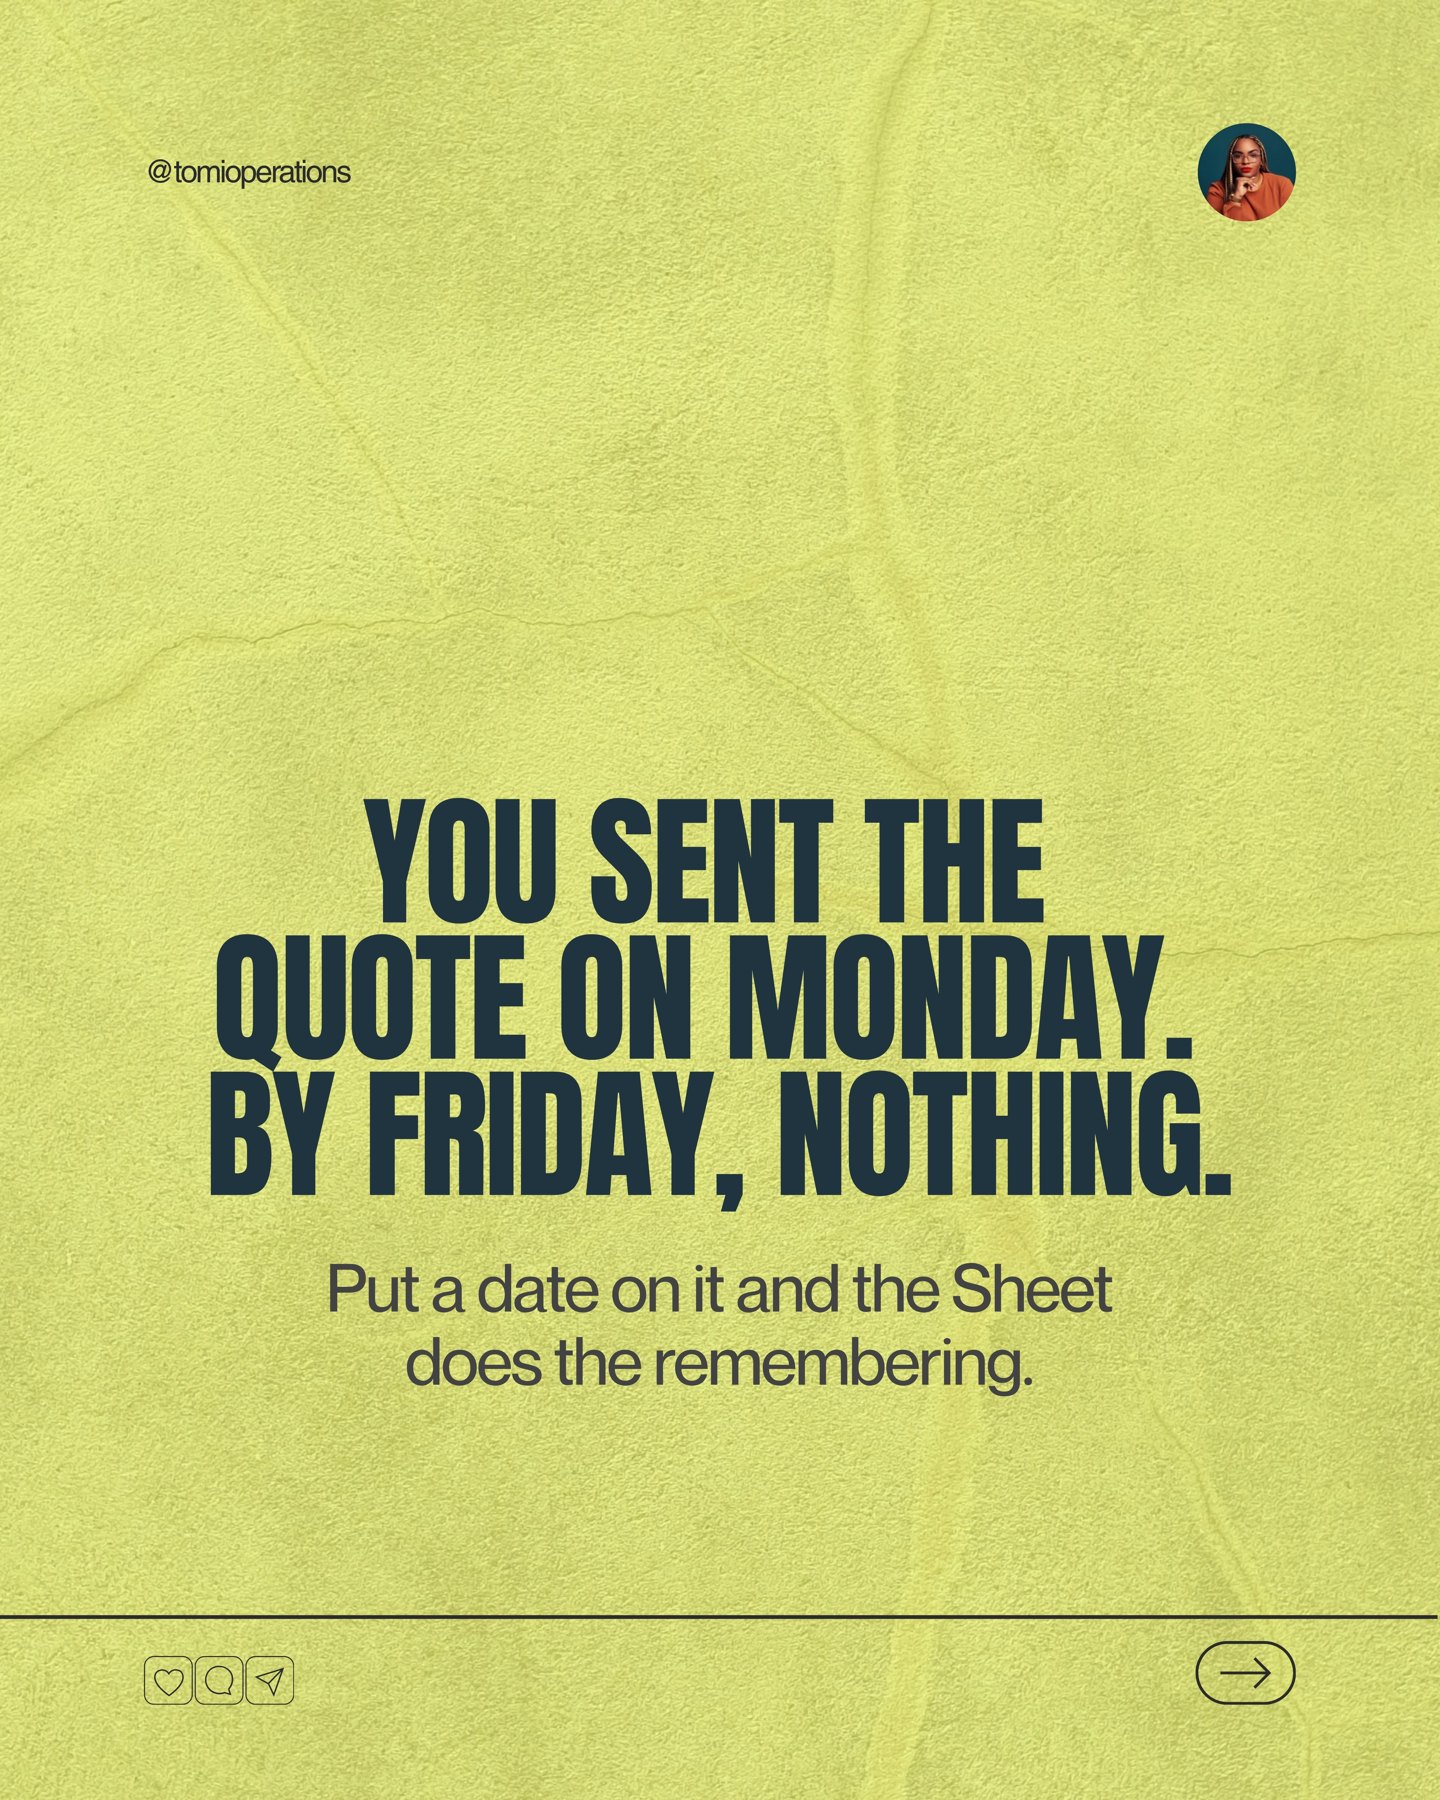 @tomioperations
YOU SENT THE
QUOTE ON MONDAY.
BY FRIDAY, NOTHING.
Put a date on it and the Sheet
does the remembering.